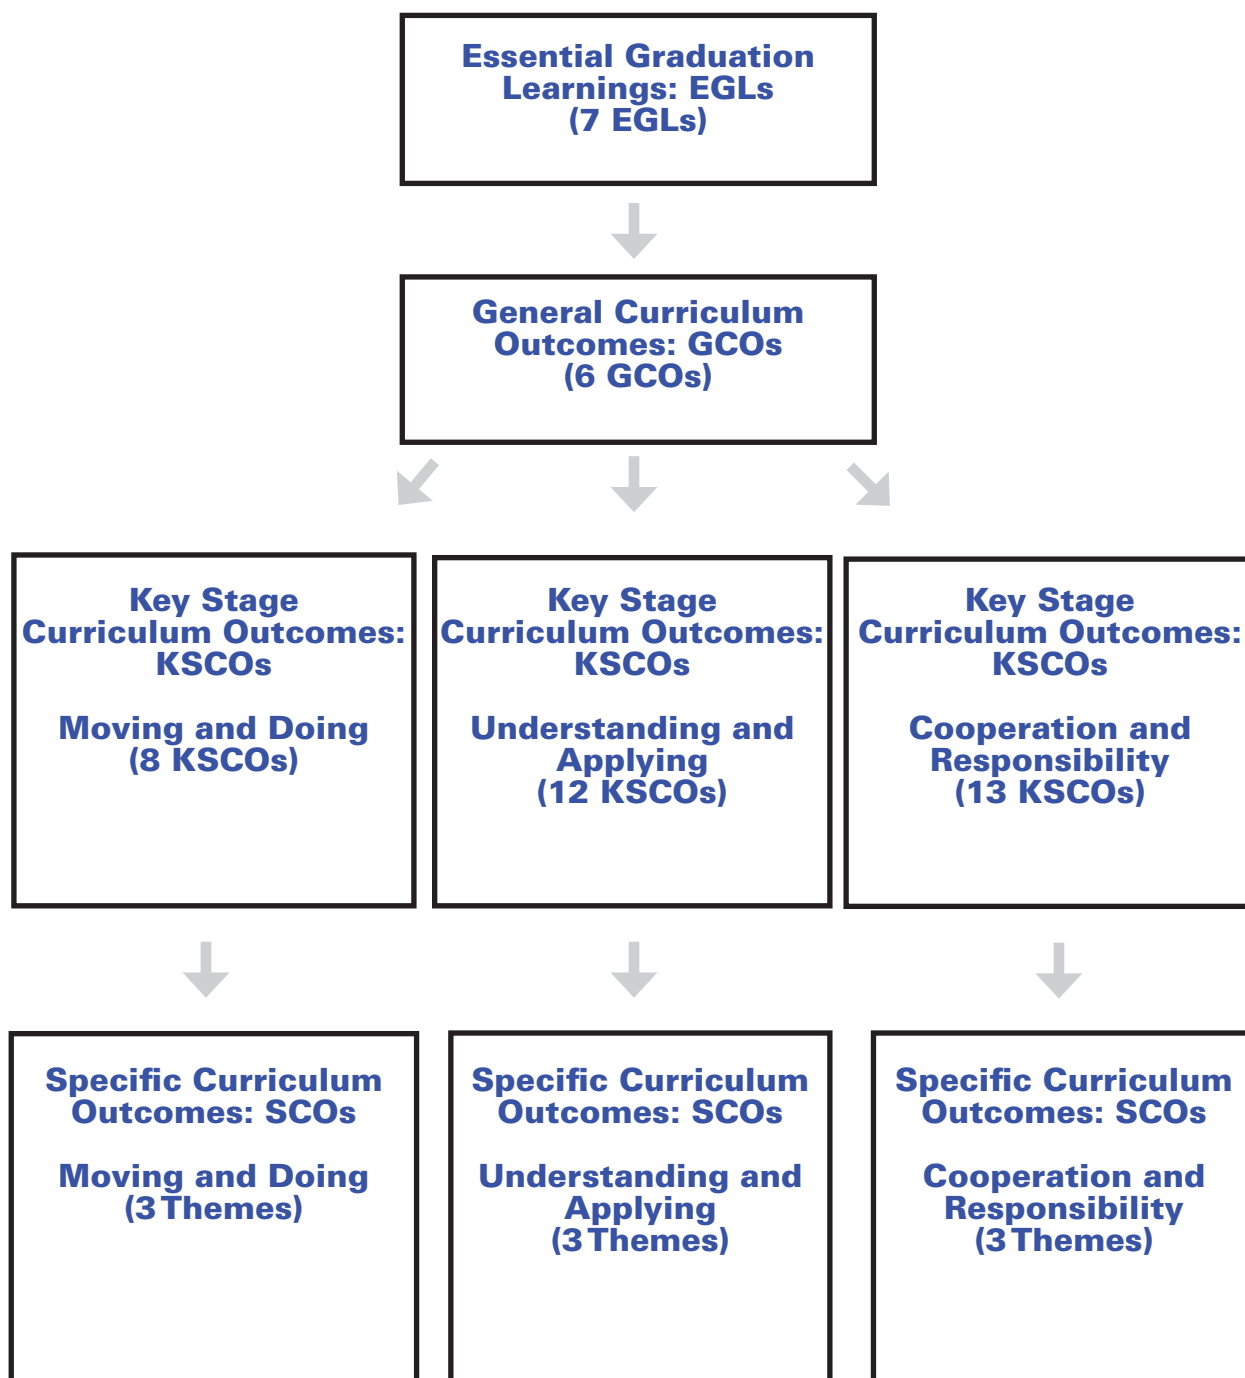 Essential Graduation
Learnings: EGLs
(7 EGLs)
General Curriculum
Outcomes: GCOs
(6 GCOs)
Key Stage
Curriculum Outcomes:
KSCOs
Moving and Doing
(8 KSCOs)
Key Stage
Curriculum Outcomes:
KSCOs
Understanding and
Applying
(12 KSCOs)
Key Stage
Curriculum Outcomes:
KSCOs
Cooperation and
Responsibility
(13 KSCOs)
Specific Curriculum
Outcomes: SCOs
Moving and Doing
(3 Themes)
Specific Curriculum
Outcomes: SCOs
Understanding and
Applying
(3 Themes)
Specific Curriculum
Outcomes: SCOs
Cooperation and
Responsibility
(3 Themes)